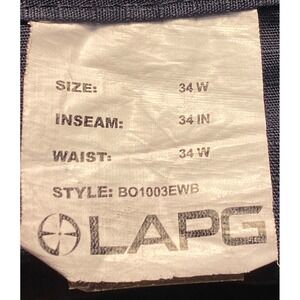 SIZE: 34 W
INSEAM: 34 IN
WAIST: 34 W
STYLE: BO1003EWB
LAPG